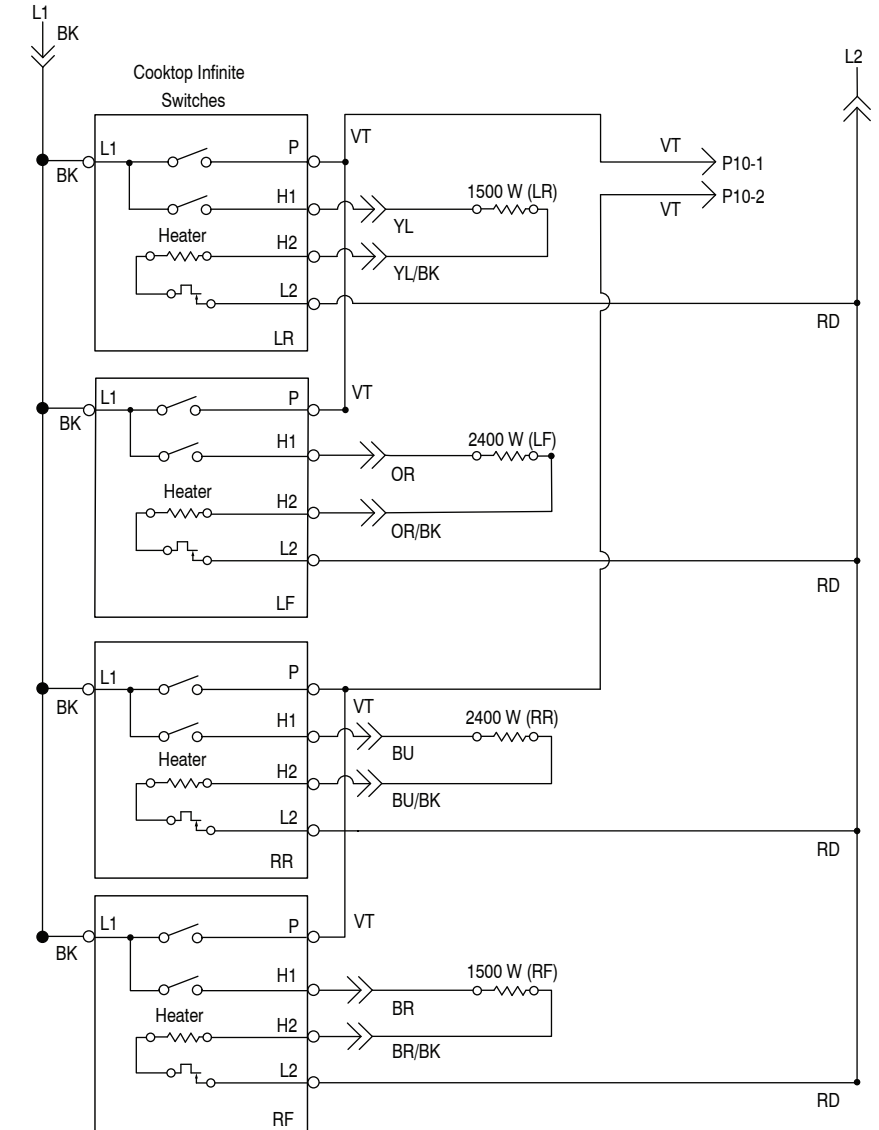 L1
BK
L2
Cooktop Infinite
Switches
L1
P
VT
VT
P10-1
BK
H1
1500 W (LR)
P10-2
YL
VT
Heater
H2
YL/BK
L2
RD
LR
L1
P
VT
BK
H1
2400 W (LF)
OR
Heater
H2
OR/BK
L2
RD
LF
L1
P
BK
VT
H1
2400 W (RR)
BU
Heater
H2
BU/BK
L2
RD
RR
L1
P
VT
BK
H1
1500 W (RF)
BR
Heater
H2
BR/BK
L2
RD
RF